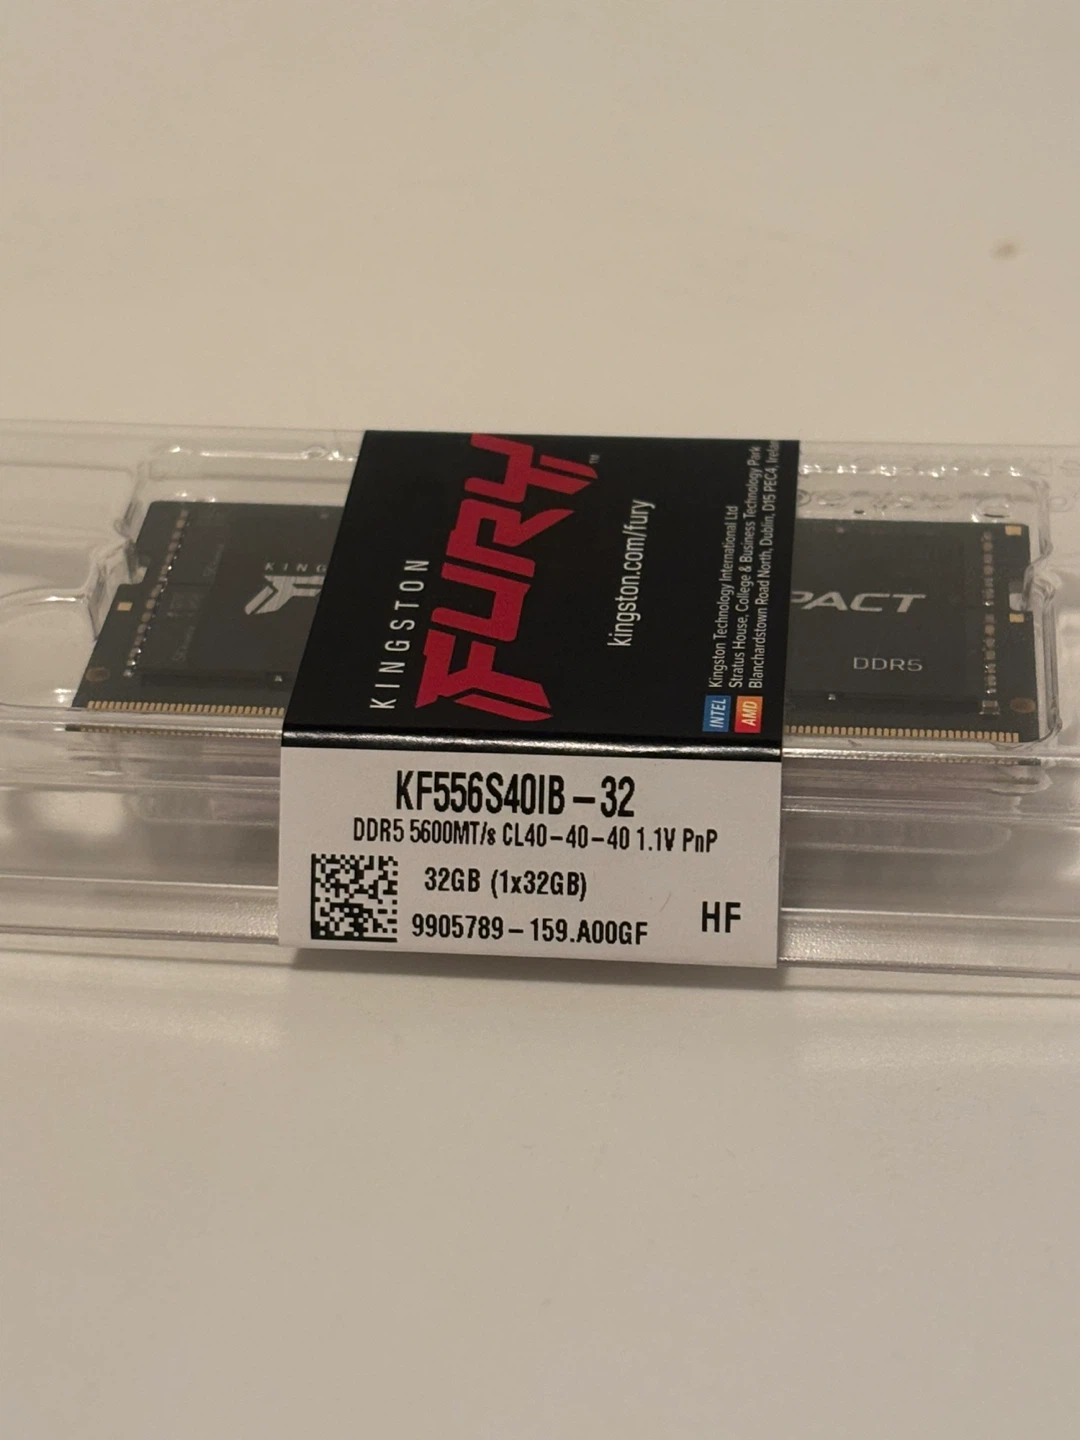 KINGSTON
FURY™
kingston.com/fury
Kingston Technology International Ltd
Stratus House, College & Business Technology Park
Blanchardstown Road North, Dublin, D15 PEC4,
INTEL
AMD
KING
PACT
DDR5
KF556S40IB-32
DDR5 5600MT/s CL40-40-40 1.1V PnP
32GB (1x32GB)
9905789-159.A00GF
HF